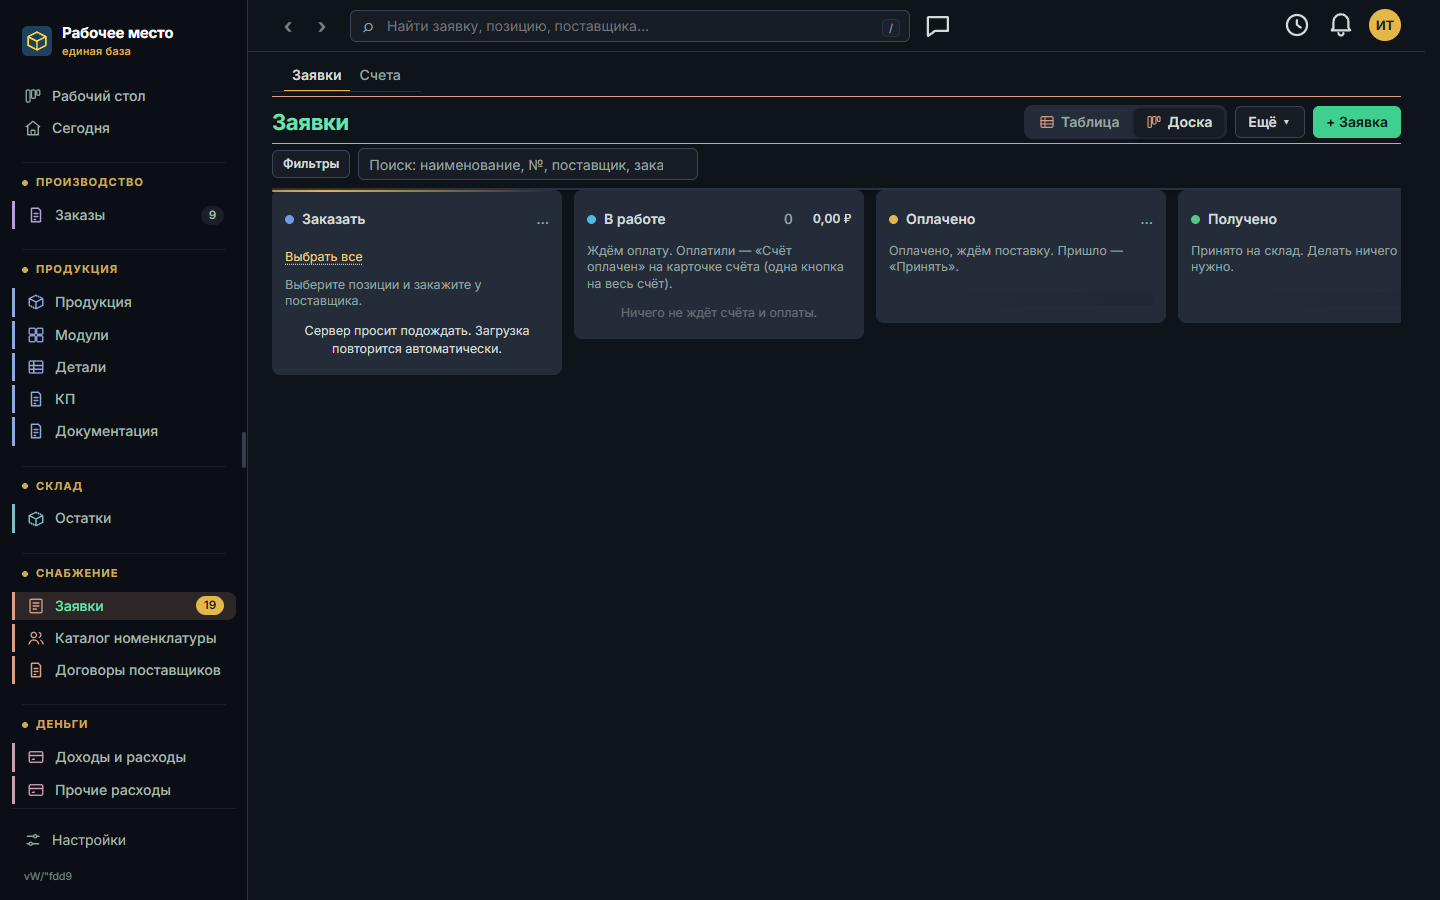 Рабочее место
единая база
Рабочий стол
Сегодня
ПРОИЗВОДСТВО
Заказы 9
ПРОДУКЦИЯ
Продукция
Модули
Детали
КП
Документация
СКЛАД
Остатки
СНАБЖЕНИЕ
Заявки 19
Каталог номенклатуры
Договоры поставщиков
ДЕНЬГИ
Доходы и расходы
Прочие расходы
Настройки
vW/"fdd9
Найти заявку, позицию, поставщика... /
ИТ
Заявки Счета
Заявки
Таблица Доска Ещё + Заявка
Фильтры Поиск: наименование, №, поставщик, зака
Заказать ...
Выбрать все
Выберите позиции и закажите у
поставщика.
Сервер просит подождать. Загрузка
повторится автоматически.
В работе 0 0,00 ₽
Ждём оплату. Оплатили — «Счёт
оплачен» на карточке счёта (одна кнопка
на весь счёт).
Ничего не ждёт счёта и оплаты.
Оплачено ...
Оплачено, ждём поставку. Пришло —
«Принять».
Получено
Принято на склад. Делать ничего
нужно.